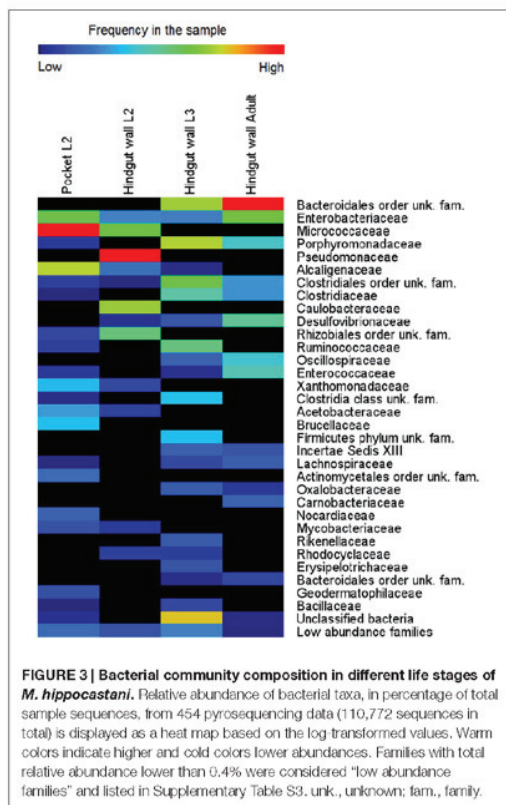 Frequency in the sample
Low
High
Pocket L2
Hindgut wall L2
Hindgut wall L3
Hindgut wall Adult
Bacteroidales order unk. fam.
Enterobacteriaceae
Micrococcaceae
Porphyromonadaceae
Pseudomonaceae
Alcaligenaceae
Clostridiales order unk. fam.
Clostridiaceae
Caulobacteraceae
Desulfovibrionaceae
Rhizobiales order unk. fam.
Ruminococcaceae
Oscillospiraceae
Enterococcaceae
Xanthomonadaceae
Clostridia class unk. fam.
Acetobacteraceae
Brucellaceae
Firmicutes phylum unk. fam.
Incertae Sedis XIII
Lachnospiraceae
Actinomycetales order unk. fam.
Oxalobacteraceae
Carnobacteriaceae
Nocardiaceae
Mycobacteriaceae
Rikenellaceae
Rhodocyclaceae
Erysipelotrichaceae
Bacteroidales order unk. fam.
Geodermatophilaceae
Bacillaceae
Unclassified bacteria
Low abundance families
FIGURE 3 | Bacterial community composition in different life stages of
M. hippocastani. Relative abundance of bacterial taxa, in percentage of total
sample sequences, from 454 pyrosequencing data (110,772 sequences in
total) is displayed as a heat map based on the log-transformed values. Warm
colors indicate higher and cold colors lower abundances. Families with total
relative abundance lower than 0.4% were considered "low abundance
families" and listed in Supplementary Table S3. unk., unknown; fam., family.